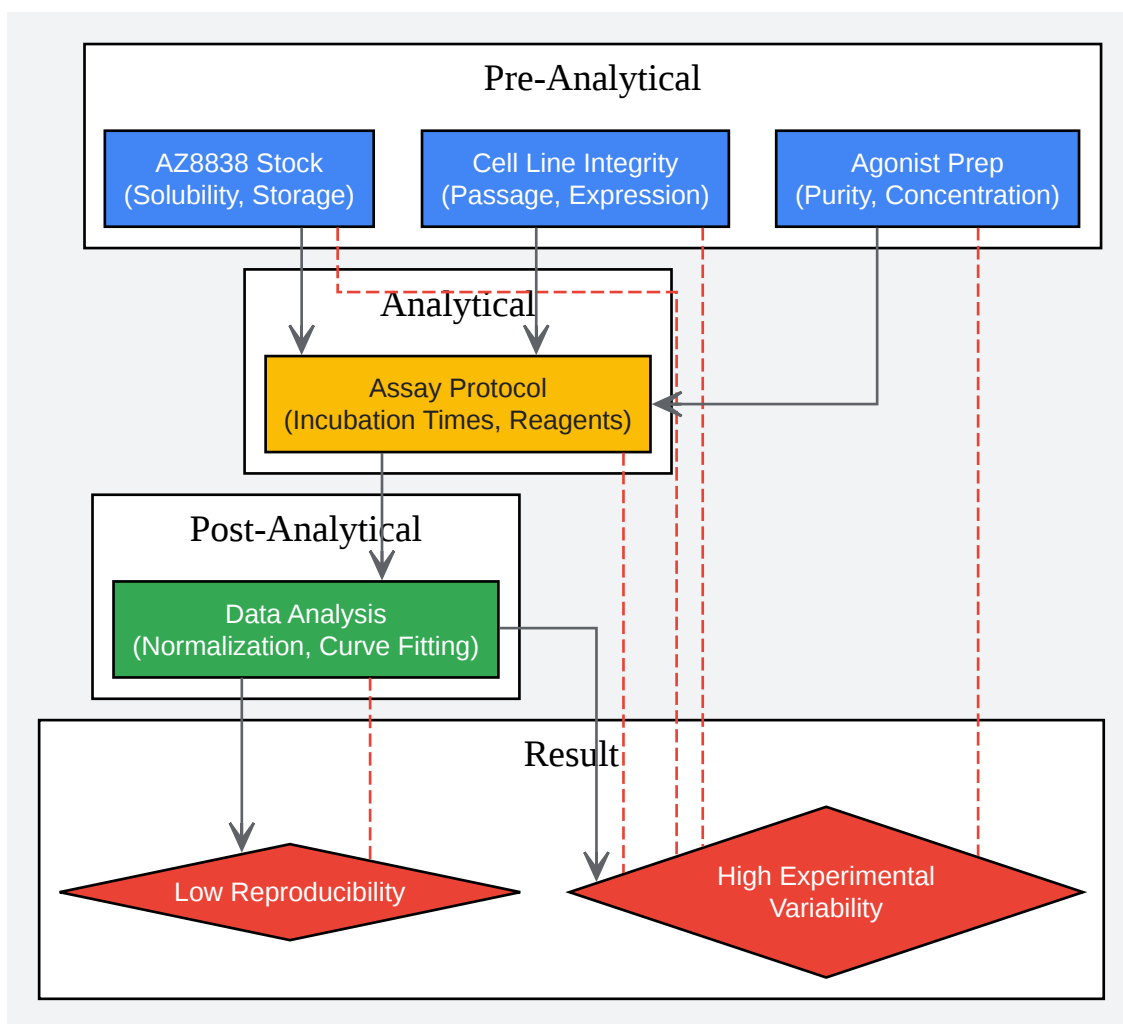 Pre-Analytical
AZ8838 Stock
(Solubility, Storage)
Cell Line Integrity
(Passage, Expression)
Agonist Prep
(Purity, Concentration)
Analytical
Assay Protocol
(Incubation Times, Reagents)
Post-Analytical
Data Analysis
(Normalization, Curve Fitting)
Result
Low Reproducibility
High Experimental
Variability